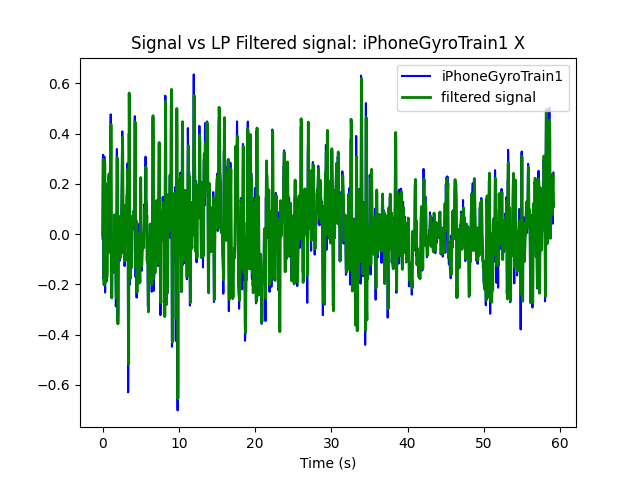 Signal vs LP Filtered signal: iPhoneGyroTrain1 X
iPhoneGyroTrain1
filtered signal
0.6
0.4
0.2
0.0
−0.2
−0.4
−0.6
0 10 20 30 40 50 60
Time (s)